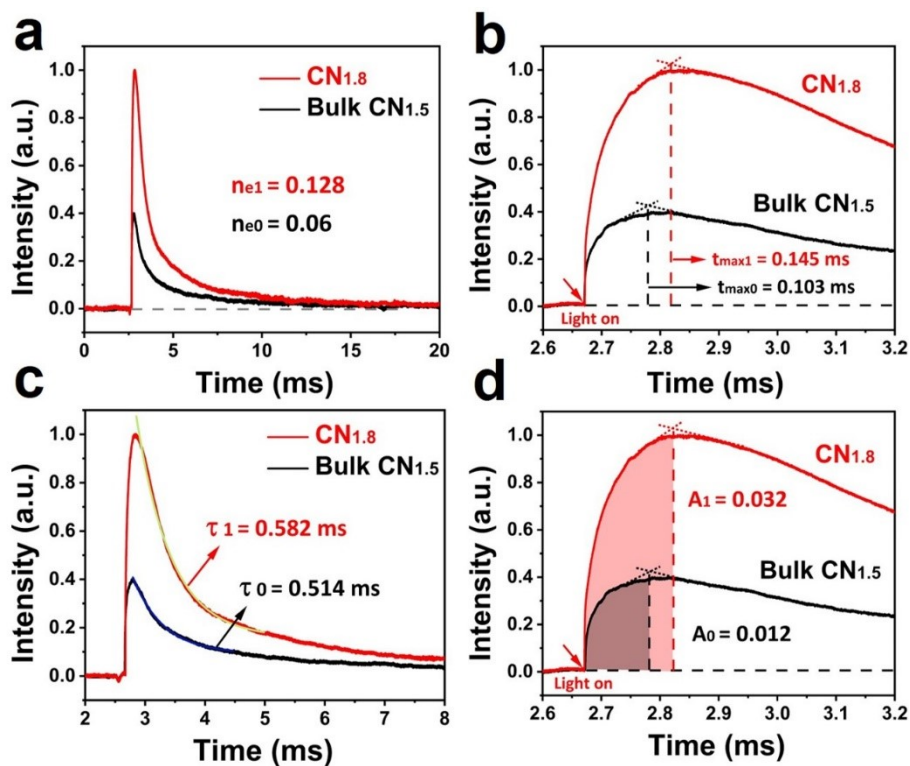 a
CN1.8
Bulk CN1.5
ne1 = 0.128
ne0 = 0.06
Intensity (a.u.)
1.0
0.8
0.6
0.4
0.2
0.0
0 5 10 15 20
Time (ms)
b
CN1.8
Bulk CN1.5
tmax1 = 0.145 ms
tmax0 = 0.103 ms
Light on
Intensity (a.u.)
1.0
0.8
0.6
0.4
0.2
0.0
2.6 2.7 2.8 2.9 3.0 3.1 3.2
Time (ms)
c
CN1.8
Bulk CN1.5
τ1 = 0.582 ms
τ0 = 0.514 ms
Intensity (a.u.)
1.0
0.8
0.6
0.4
0.2
0.0
2 3 4 5 6 7 8
Time (ms)
d
CN1.8
A1 = 0.032
Bulk CN1.5
A0 = 0.012
Light on
Intensity (a.u.)
1.0
0.8
0.6
0.4
0.2
0.0
2.6 2.7 2.8 2.9 3.0 3.1 3.2
Time (ms)